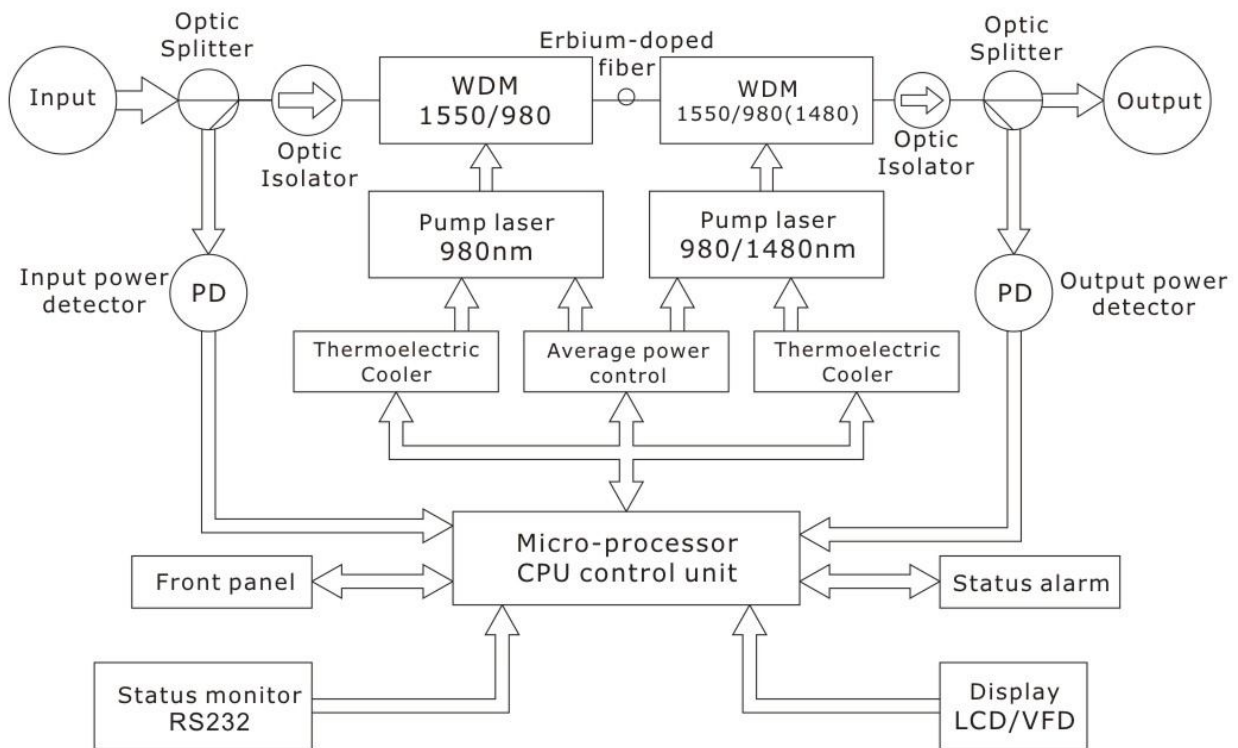 Optic
Splitter
Erbium-doped
fiber
Optic
Splitter
Input
WDM
1550/980
WDM
1550/980(1480)
Output
Optic
Isolator
Optic
Isolator
Pump laser
980nm
Pump laser
980/1480nm
Input power
detector
PD
PD
Output power
detector
Thermoelectric
Cooler
Average power
control
Thermoelectric
Cooler
Micro-processor
CPU control unit
Front panel
Status alarm
Status monitor
RS232
Display
LCD/VFD